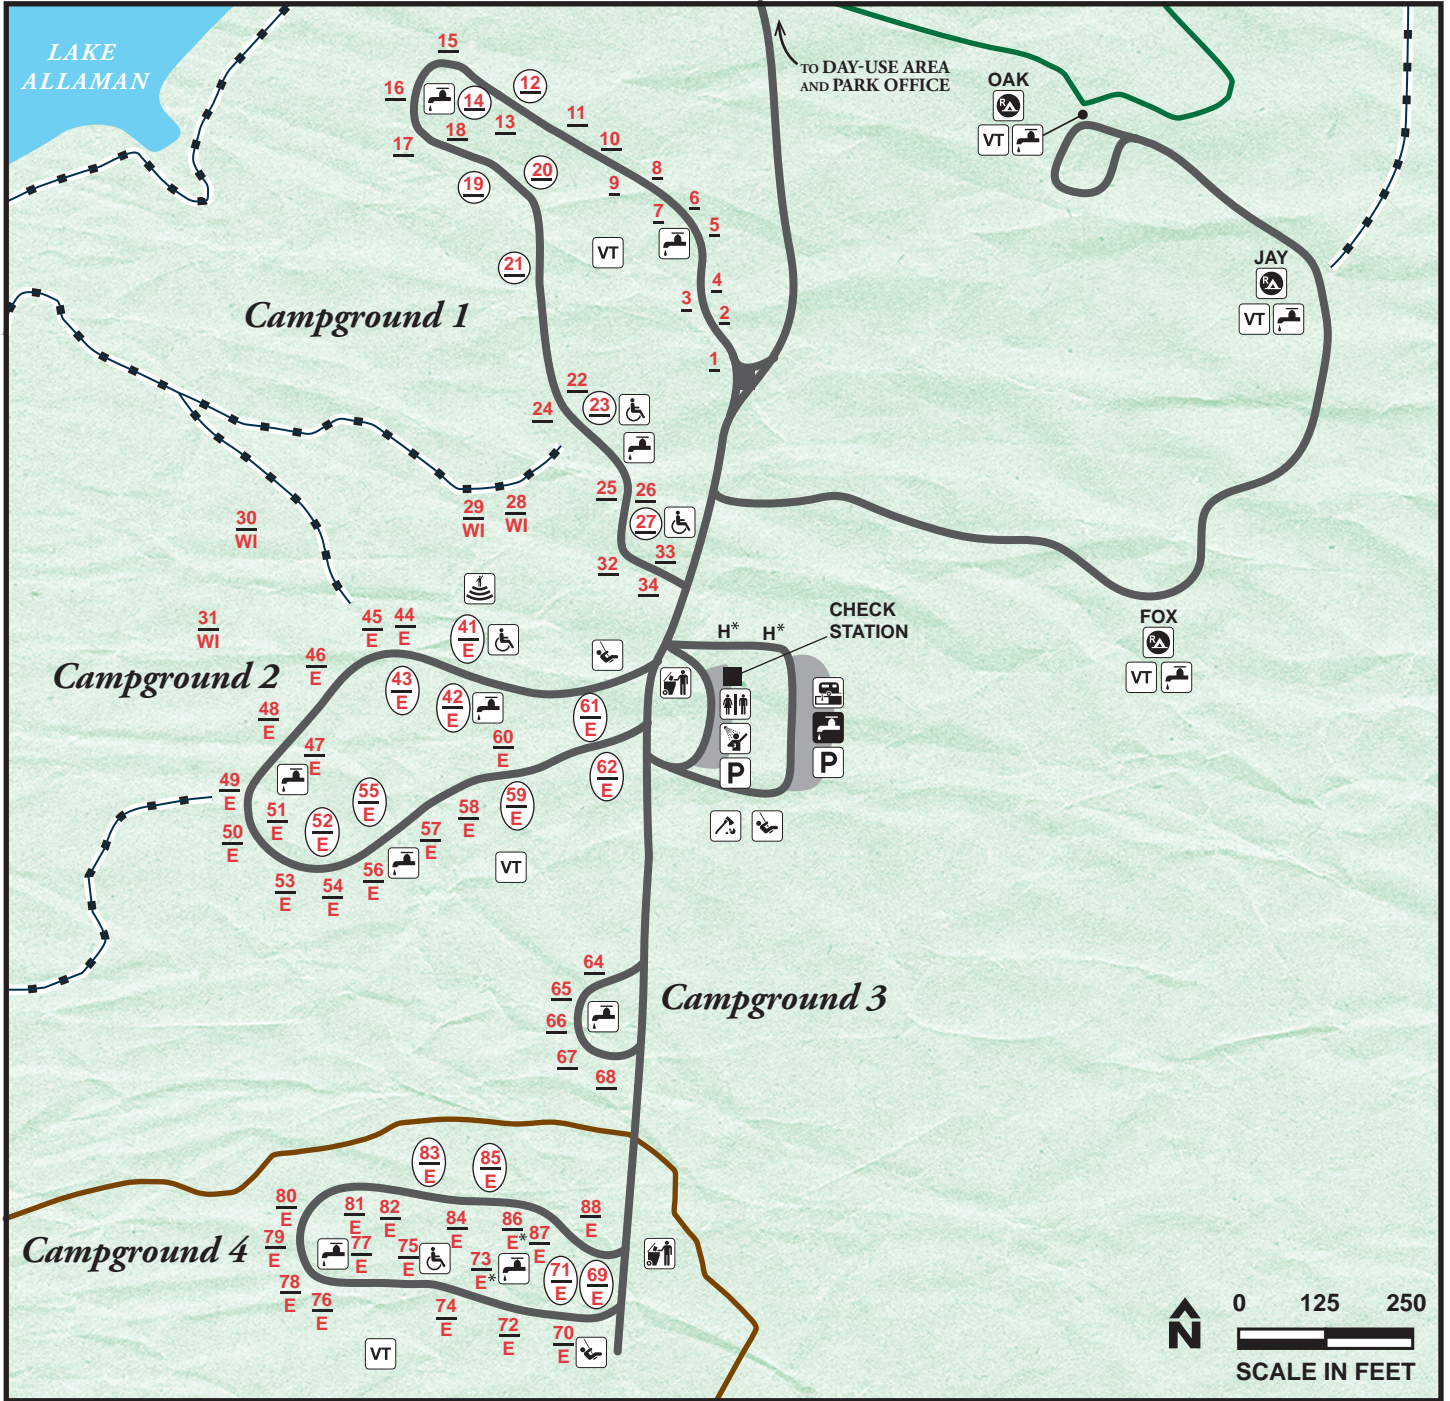 LAKE
ALLAMAN
TO DAY-USE AREA
AND PARK OFFICE
OAK
R
VT
JAY
R
VT
FOX
R
VT
15
16
14
12
13
11
10
17
18
19
20
9
8
7
6
5
VT
21
4
3
2
1
Campground 1
22
23
24
25
26
27
28
WI
29
WI
30
WI
31
WI
32
33
34
CHECK
STATION
H*
H*
P
P
Campground 2
41
E
42
E
43
E
44
E
45
E
46
E
47
E
48
E
49
E
50
E
51
E
52
E
53
E
54
E
55
E
56
E
57
E
58
E
59
E
60
E
61
E
62
E
VT
64
65
66
67
68
Campground 3
Campground 4
69
E
70
E
71
E
72
E
73
E*
74
E
75
E
76
E
77
E
78
E
79
E
80
E
81
E
82
E
83
E
84
E
85
E
86
E*
87
E
88
E
VT
N
0 125 250
SCALE IN FEET